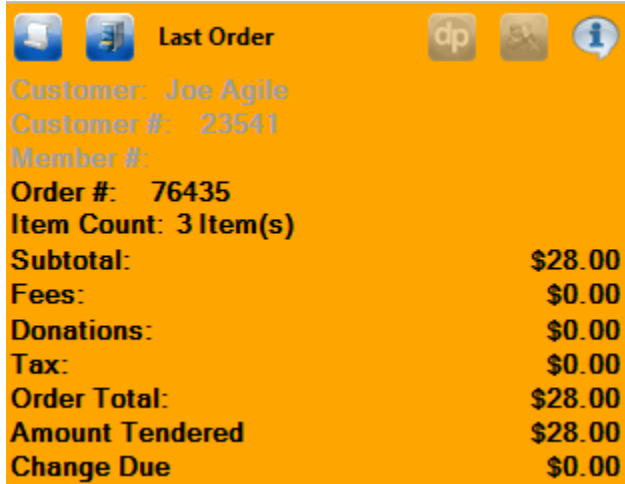 Last Order
dp
i
Customer: Joe Agile
Customer #: 23541
Member #:
Order #: 76435
Item Count: 3 Item(s)
Subtotal: $28.00
Fees: $0.00
Donations: $0.00
Tax: $0.00
Order Total: $28.00
Amount Tendered $28.00
Change Due $0.00